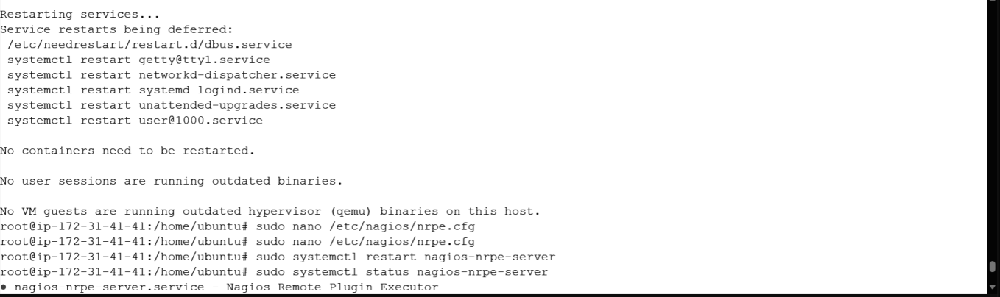 Restarting services...
Service restarts being deferred:
 /etc/needrestart/restart.d/dbus.service
 systemctl restart getty@tty1.service
 systemctl restart networkd-dispatcher.service
 systemctl restart systemd-logind.service
 systemctl restart unattended-upgrades.service
 systemctl restart user@1000.service

No containers need to be restarted.

No user sessions are running outdated binaries.

No VM guests are running outdated hypervisor (qemu) binaries on this host.
root@ip-172-31-41-41:/home/ubuntu# sudo nano /etc/nagios/nrpe.cfg
root@ip-172-31-41-41:/home/ubuntu# sudo nano /etc/nagios/nrpe.cfg
root@ip-172-31-41-41:/home/ubuntu# sudo systemctl restart nagios-nrpe-server
root@ip-172-31-41-41:/home/ubuntu# sudo systemctl status nagios-nrpe-server
● nagios-nrpe-server.service - Nagios Remote Plugin Executor